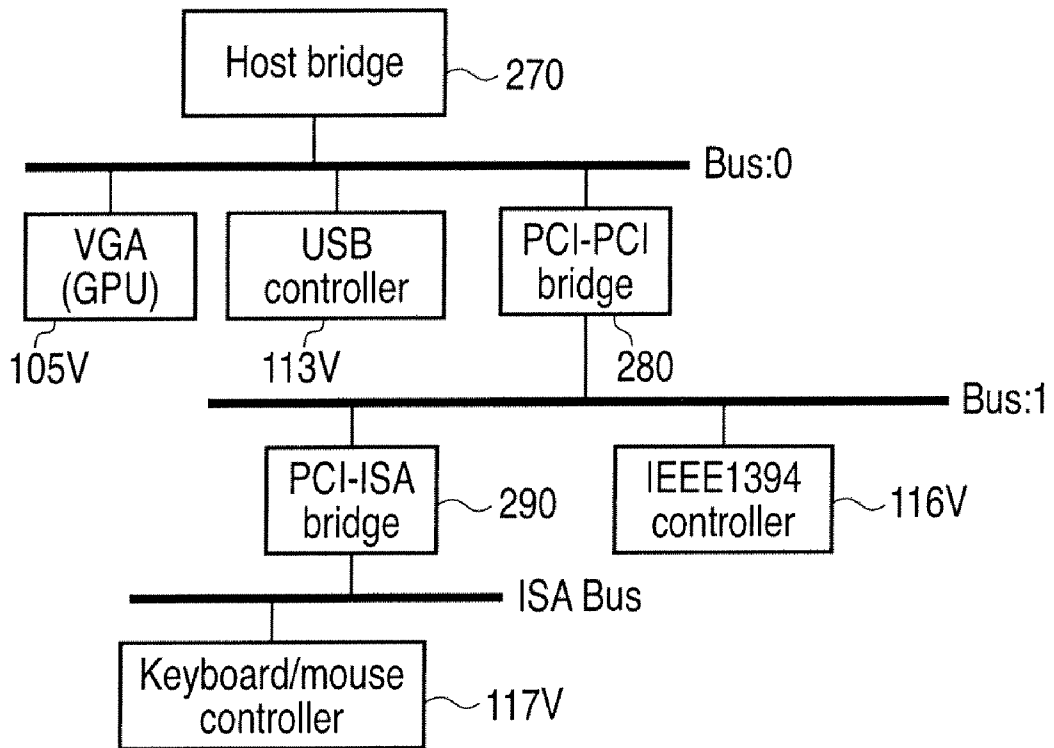 Host bridge
270
Bus:0
VGA
(GPU)
USB
controller
PCI-PCI
bridge
105V
113V
280
Bus:1
PCI-ISA
bridge
290
IEEE1394
controller
116V
ISA Bus
Keyboard/mouse
controller
117V